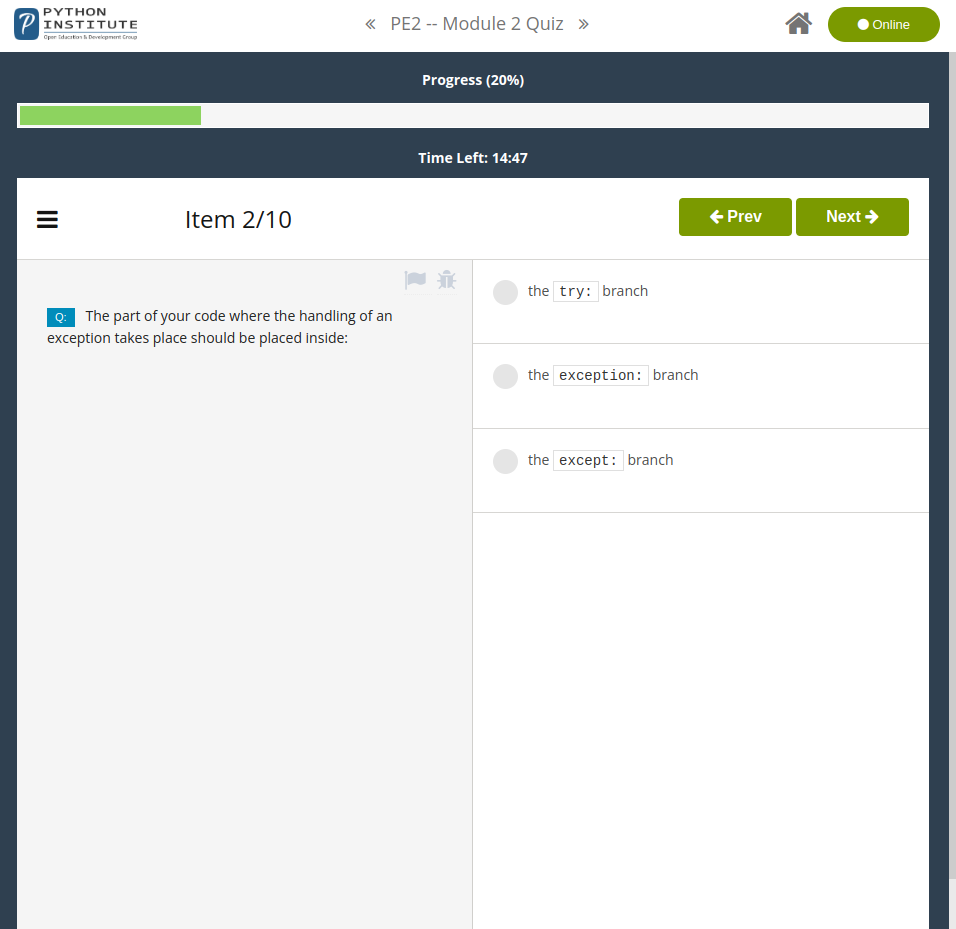 PYTHON
INSTITUTE
Open Education & Development Group
« PE2 -- Module 2 Quiz »
Online
Progress (20%)
Time Left: 14:47
Item 2/10
Prev
Next
Q: The part of your code where the handling of an
exception takes place should be placed inside:
the try: branch
the exception: branch
the except: branch